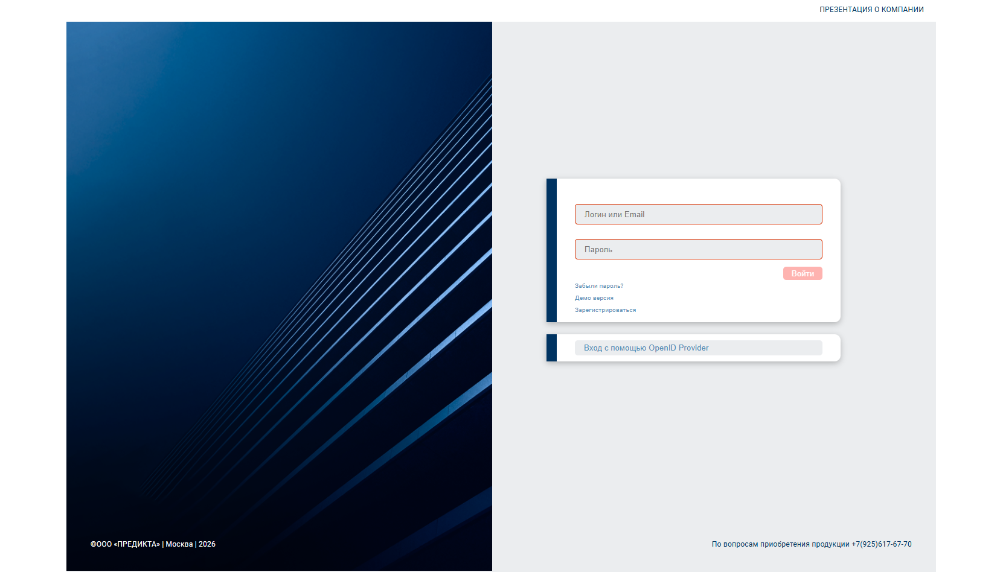 ПРЕЗЕНТАЦИЯ О КОМПАНИИ
Логин или Email
Пароль
Войти
Забыли пароль?
Демо версия
Зарегистрироваться
Вход с помощью OpenID Provider
©ООО «ПРЕДИКТА» | Москва | 2026
По вопросам приобретения продукции +7(925)617-67-70